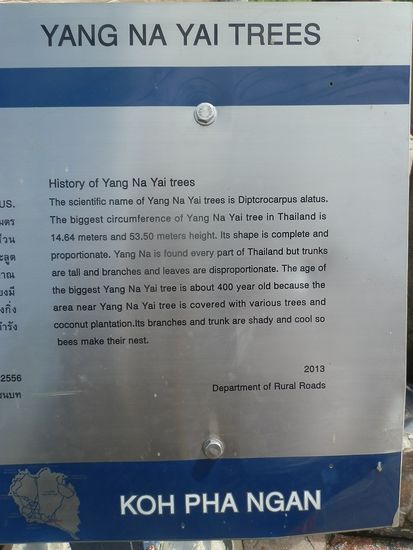 YANG NA YAI TREES
History of Yang Na Yai trees
The scientific name of Yang Na Yai trees is Diptcrocarpus alatus.
The biggest circumference of Yang Na Yai tree in Thailand is
14.64 meters and 53.50 meters height. Its shape is complete and
proportionate. Yang Na is found every part of Thailand but trunks
are tall and branches and leaves are disproportionate. The age of
the biggest Yang Na Yai tree is about 400 year old because the
area near Yang Na Yai tree is covered with various trees and
coconut plantation.Its branches and trunk are shady and cool so
bees make their nest.
2013
Department of Rural Roads
US.
2556
KOH PHA NGAN